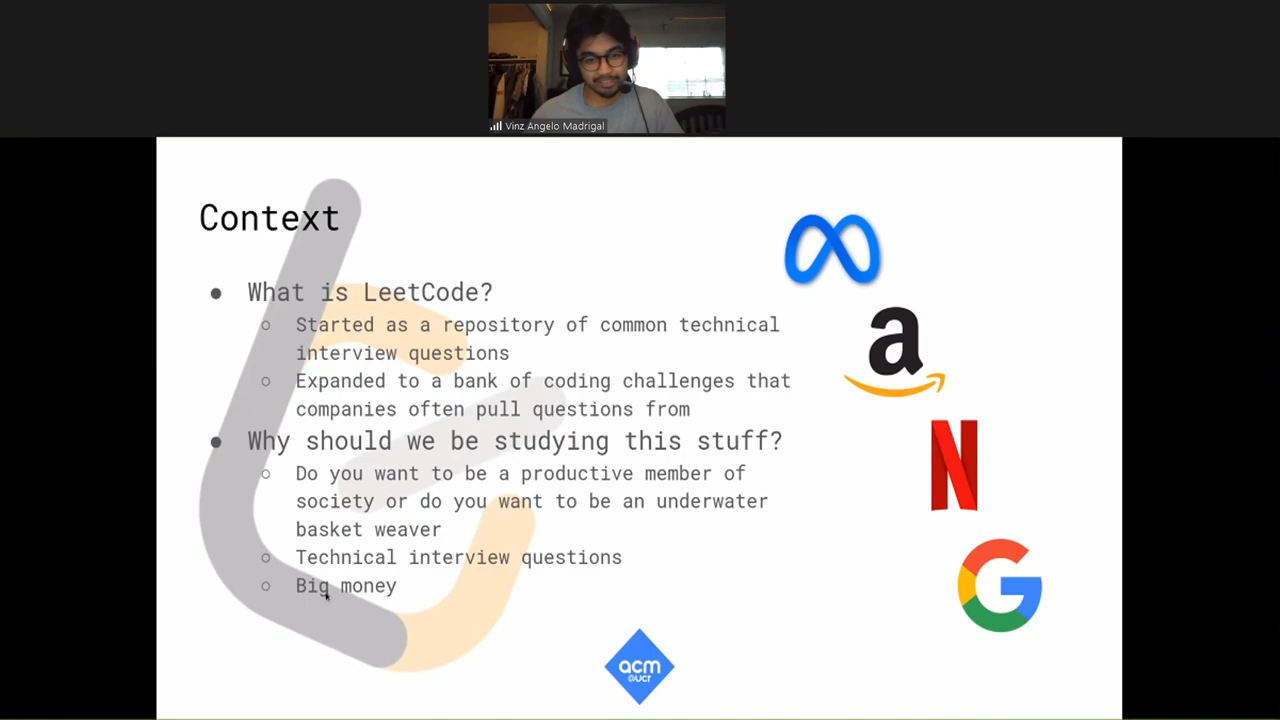 Vinz Angelo Madrigal
Context
● What is LeetCode?
○ Started as a repository of common technical
interview questions
○ Expanded to a bank of coding challenges that
companies often pull questions from
● Why should we be studying this stuff?
○ Do you want to be a productive member of
society or do you want to be an underwater
basket weaver
○ Technical interview questions
○ Big money
a
N
G
acm
@UCR